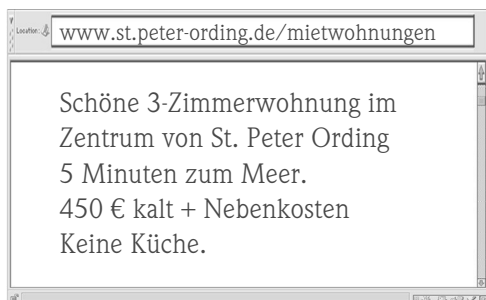 Location:
www.st.peter-ording.de/mietwohnungen
Schöne 3-Zimmerwohnung im
Zentrum von St. Peter Ording
5 Minuten zum Meer.
450 € kalt + Nebenkosten
Keine Küche.